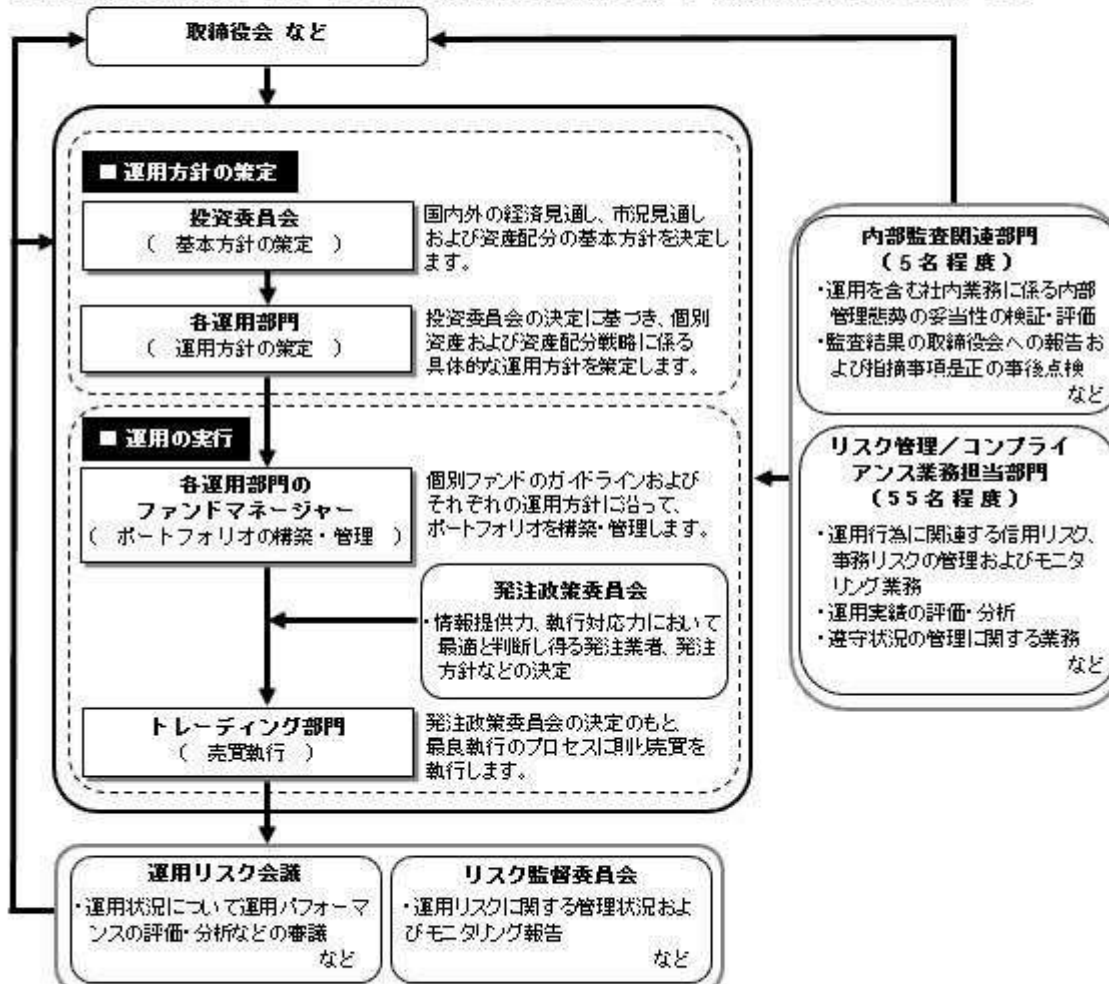 取締役会 など
■ 運用方針の策定
投資委員会
( 基本方針の策定 )
国内外の経済見通し、市況見通し
および資産配分の基本方針を決定し
ます。
各運用部門
( 運用方針の策定 )
投資委員会の決定に基づき、個別
資産および資産配分戦略に係る
具体的な運用方針を策定します。
■ 運用の実行
各運用部門の
ファンドマネージャー
( ポートフォリオの構築・管理 )
個別ファンドのガイドラインおよび
それぞれの運用方針に沿って、
ポートフォリオを構築・管理します。
発注政策委員会
・情報提供力、執行対応力において
最適と判断し得る発注業者、発注
方針などの決定
トレーディング部門
( 売買執行 )
発注政策委員会の決定のもと、
最良執行のプロセスに則り売買を
執行します。
運用リスク会議
・運用状況について運用パフォーマ
ンスの評価・分析などの審議
など
リスク監督委員会
・運用リスクに関する管理状況およ
びモニタリング報告
など
内部監査関連部門
(5名程度)
・運用を含む社内業務に係る内部
管理態勢の妥当性の検証・評価
・監査結果の取締役会への報告お
よび指摘事項是正の事後点検
など
リスク管理/コンプライ
アンス業務担当部門
(55名程度)
・運用行為に関連する信用リスク、
事務リスクの管理およびモニタ
リング業務
・運用実績の評価・分析
・遵守状況の管理に関する業務
など